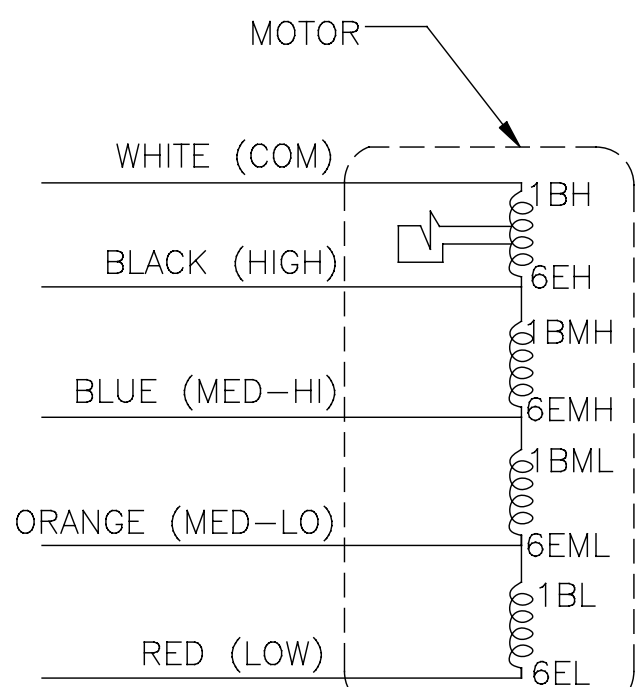 MOTOR
WHITE (COM)
1BH
BLACK (HIGH)
6EH
1BMH
BLUE (MED-HI)
6EMH
1BML
ORANGE (MED-LO)
6EML
1BL
RED (LOW)
6EL